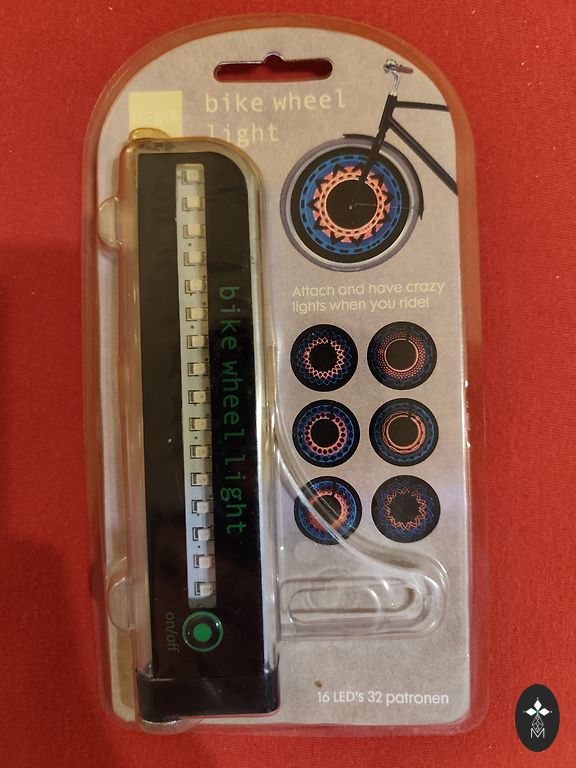 HEMA
bike wheel
light
Attach and have crazy
lights when you ride!
bike wheel light
on/off
16 LED's 32 patronen
M